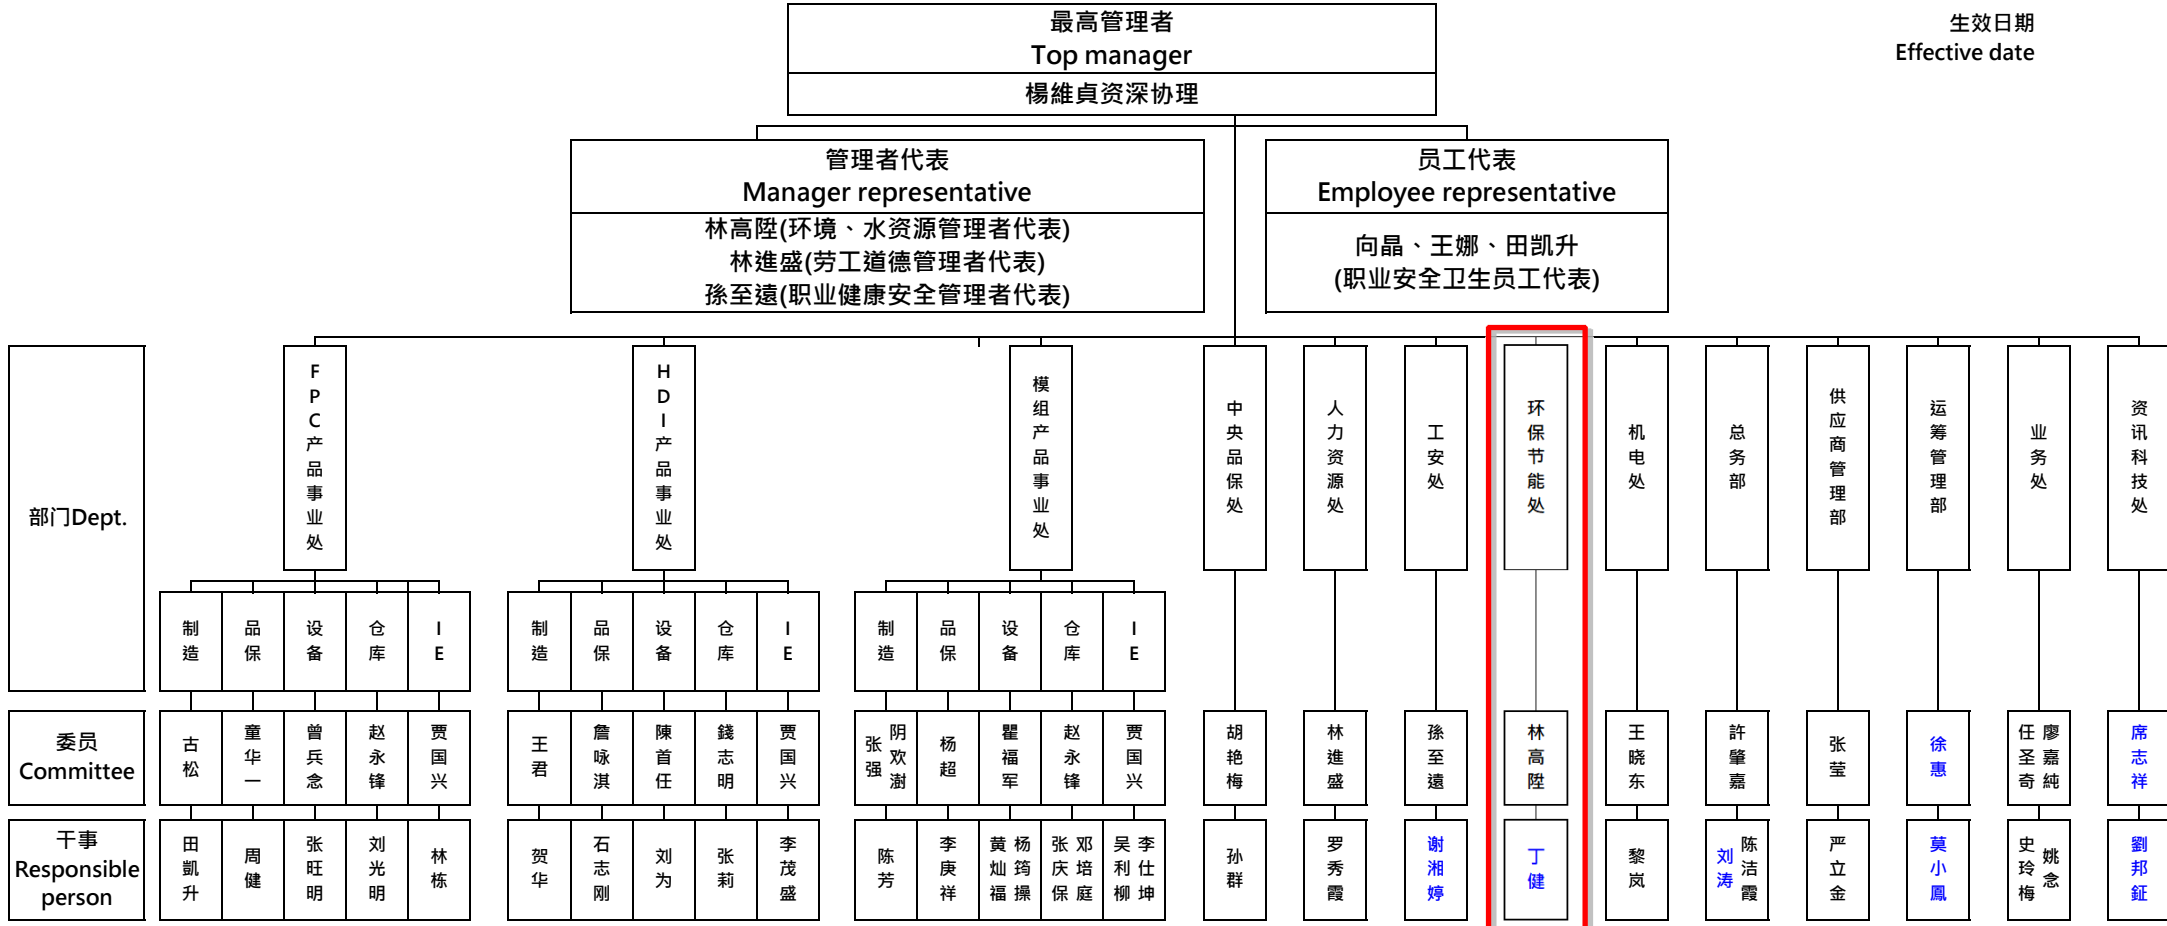 最高管理者
Top manager
楊維貞资深协理
生效日期
Effective date
管理者代表
Manager representative
林高陞(环境、水资源管理者代表)
林進盛(劳工道德管理者代表)
孫至遠(职业健康安全管理者代表)
员工代表
Employee representative
向晶、王娜、田凯升
(职业安全卫生员工代表)
部门Dept.
FPC产品事业处
HDI产品事业处
模组产品事业处
中央品保处
人力资源处
工安处
环保节能处
机电处
总务部
供应商管理部
运筹管理部
业务处
资讯科技处
制造
品保
设备
仓库
IE
制造
品保
设备
仓库
IE
制造
品保
设备
仓库
IE
委员
Committee
古松
童华一
曾兵念
赵永锋
贾国兴
王君
詹咏淇
陳首任
錢志明
贾国兴
张强
阴欢澍
杨超
瞿福军
赵永锋
贾国兴
胡艳梅
林進盛
孫至遠
林高陞
王晓东
許肇嘉
张莹
徐惠
任圣奇
廖嘉純
席志祥
干事
Responsible
person
田凱升
周健
张旺明
刘光明
林栋
贺华
石志刚
刘为
张莉
李茂盛
陈芳
李庚祥
黄灿福
杨筠操
张庆保
邓培庭
吴利柳
李仕坤
孙群
罗秀霞
谢湘婷
丁健
黎岚
刘涛
陈洁霞
严立金
莫小鳳
史玲梅
姚念
劉邦鉦